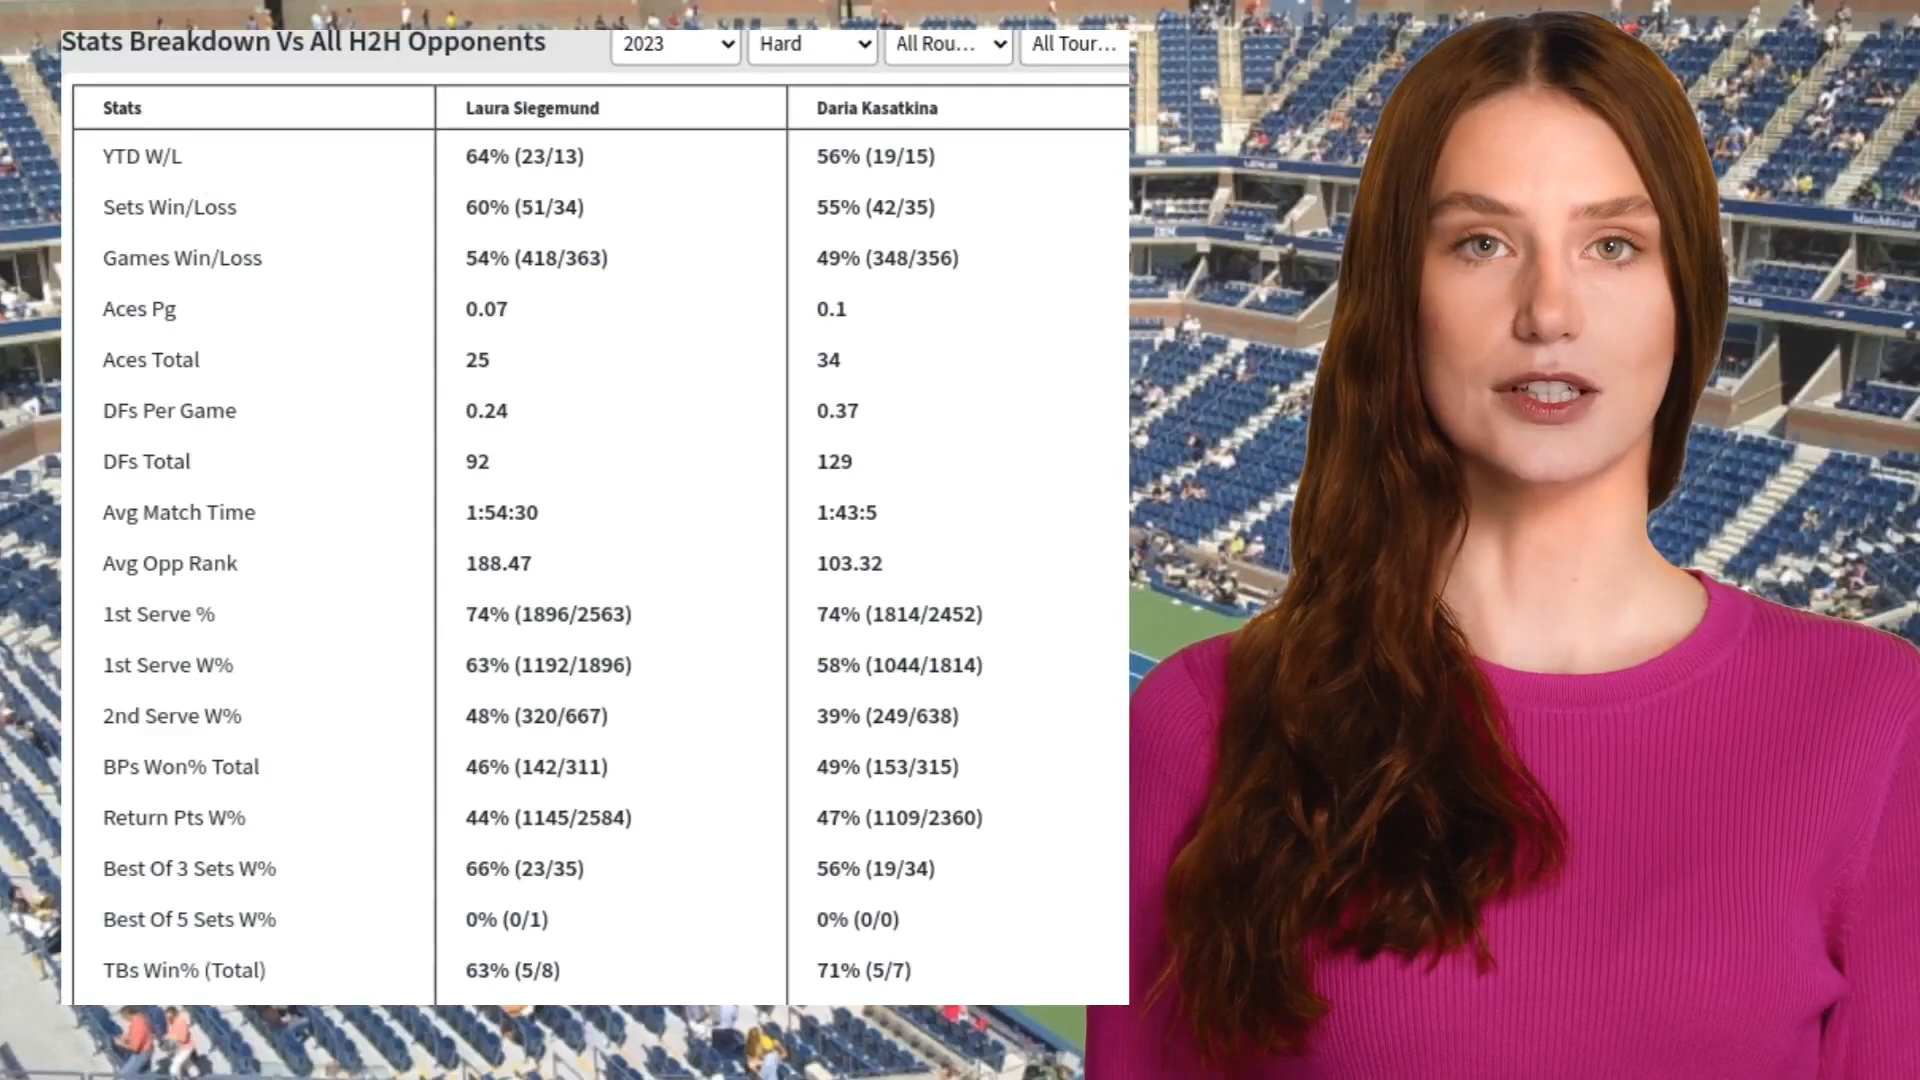 Stats Breakdown Vs All H2H Opponents 2023 Hard All Rou... All Tour...
Stats Laura Siegemund Daria Kasatkina
YTD W/L 64% (23/13) 56% (19/15)
Sets Win/Loss 60% (51/34) 55% (42/35)
Games Win/Loss 54% (418/363) 49% (348/356)
Aces Pg 0.07 0.1
Aces Total 25 34
DFs Per Game 0.24 0.37
DFs Total 92 129
Avg Match Time 1:54:30 1:43:5
Avg Opp Rank 188.47 103.32
1st Serve % 74% (1896/2563) 74% (1814/2452)
1st Serve W% 63% (1192/1896) 58% (1044/1814)
2nd Serve W% 48% (320/667) 39% (249/638)
BPs Won% Total 46% (142/311) 49% (153/315)
Return Pts W% 44% (1145/2584) 47% (1109/2360)
Best Of 3 Sets W% 66% (23/35) 56% (19/34)
Best Of 5 Sets W% 0% (0/1) 0% (0/0)
TBs Win% (Total) 63% (5/8) 71% (5/7)